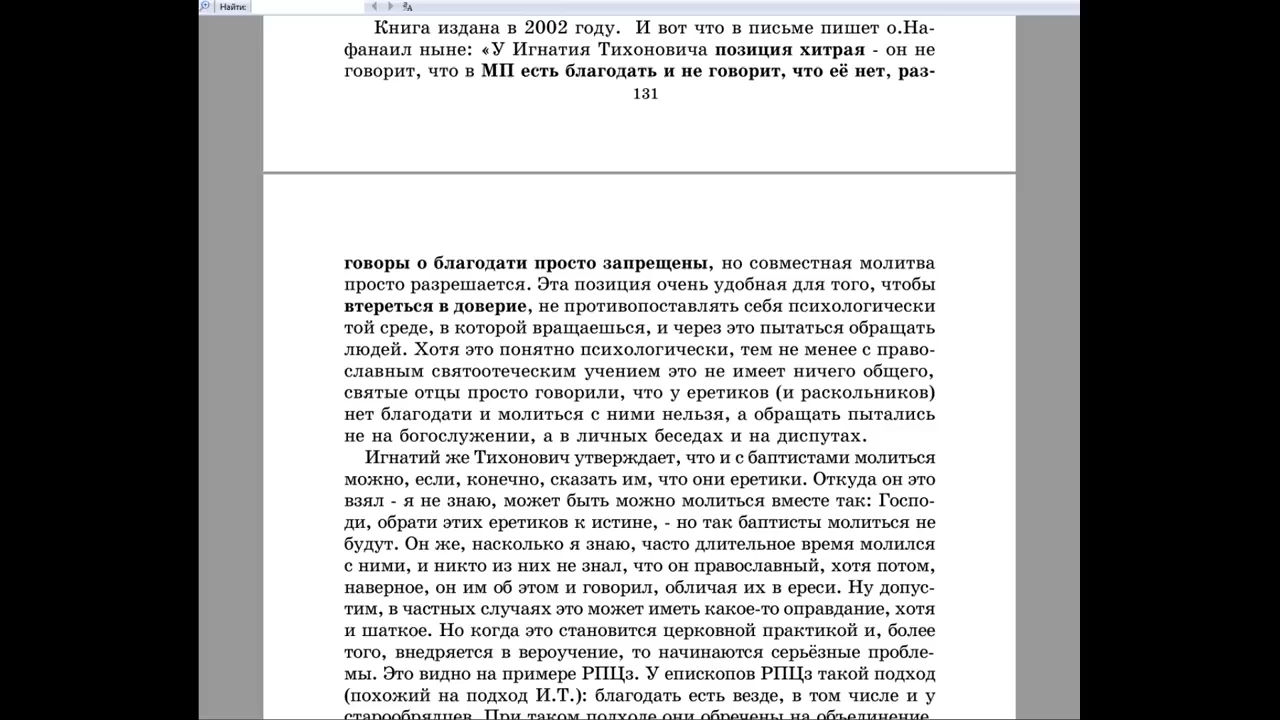 Найти:
Книга издана в 2002 году. И вот что в письме пишет о.На-
фанаил ныне: «У Игнатия Тихоновича позиция хитрая - он не
говорит, что в МП есть благодать и не говорит, что её нет, раз-
131
говоры о благодати просто запрещены, но совместная молитва
просто разрешается. Эта позиция очень удобная для того, чтобы
втереться в доверие, не противопоставлять себя психологически
той среде, в которой вращаешься, и через это пытаться обращать
людей. Хотя это понятно психологически, тем не менее с право-
славным святоотеческим учением это не имеет ничего общего,
святые отцы просто говорили, что у еретиков (и раскольников)
нет благодати и молиться с ними нельзя, а обращать пытались
не на богослужении, а в личных беседах и на диспутах.
Игнатий же Тихонович утверждает, что и с баптистами молиться
можно, если, конечно, сказать им, что они еретики. Откуда он это
взял - я не знаю, может быть можно молиться вместе так: Госпо-
ди, обрати этих еретиков к истине, - но так баптисты молиться не
будут. Он же, насколько я знаю, часто длительное время молился
с ними, и никто из них не знал, что он православный, хотя потом,
наверное, он им об этом и говорил, обличая их в ереси. Ну допус-
тим, в частных случаях это может иметь какое-то оправдание, хотя
и шаткое. Но когда это становится церковной практикой и, более
того, внедряется в вероучение, то начинаются серьёзные пробле-
мы. Это видно на примере РПЦз. У епископов РПЦз такой подход
(похожий на подход И.Т.): благодать есть везде, в том числе и у
старообрядцев. При таком подходе они обречены на объединение,